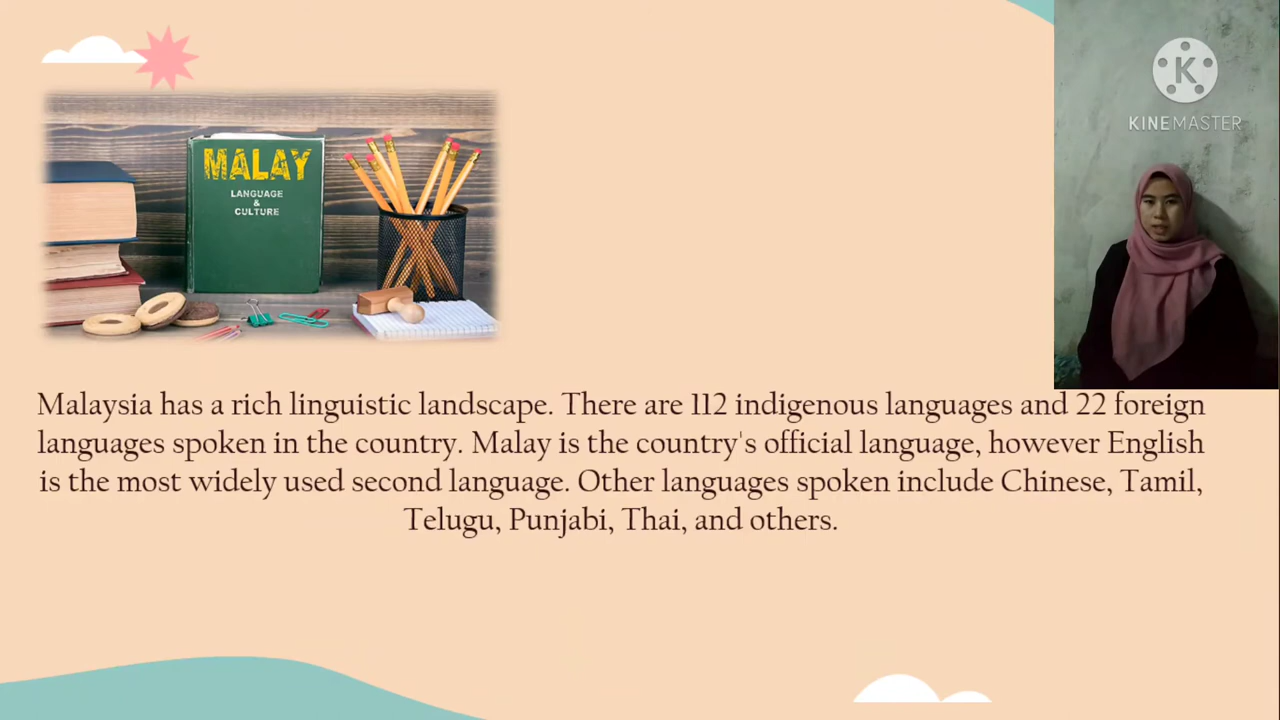 MALAY
LANGUAGE
&
CULTURE
K
KINEMASTER
Malaysia has a rich linguistic landscape. There are 112 indigenous languages and 22 foreign
languages spoken in the country. Malay is the country's official language, however English
is the most widely used second language. Other languages spoken include Chinese, Tamil,
Telugu, Punjabi, Thai, and others.